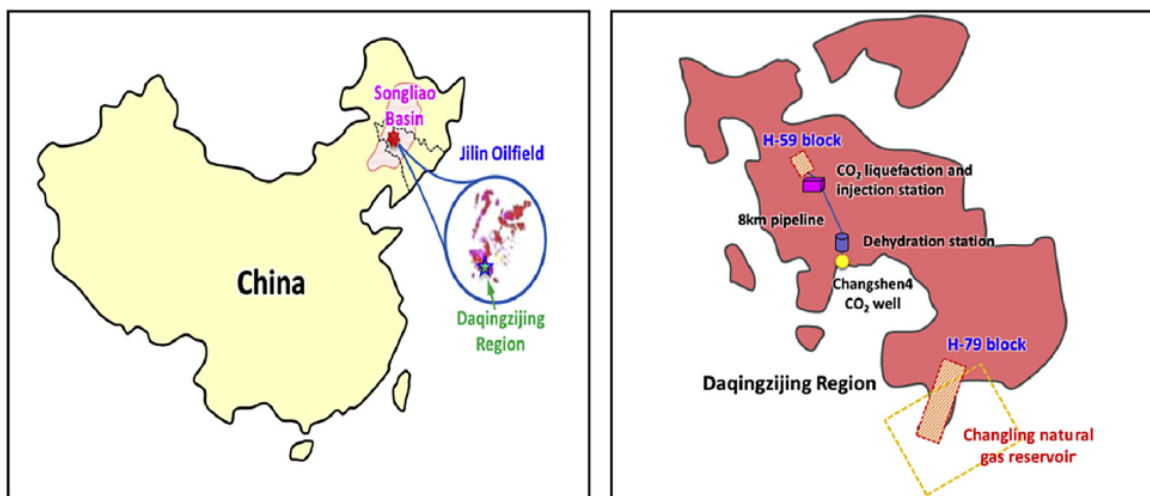 Songliao
Basin
Jilin Oilfield
China
Daqingzijing
Region
H-59 block
CO₂ liquefaction and
injection station
8km pipeline
Dehydration station
Changshen4
CO₂ well
H-79 block
Daqingzijing Region
Changling natural
gas reservoir